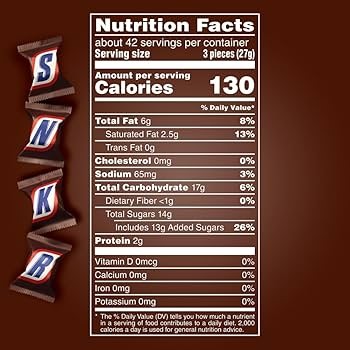 S
N
K
R
Nutrition Facts
about 42 servings per container
Serving size 3 pieces (27g)
Amount per serving
Calories 130
% Daily Value*
Total Fat 6g 8%
Saturated Fat 2.5g 13%
Trans Fat 0g
Cholesterol 0mg 0%
Sodium 65mg 3%
Total Carbohydrate 17g 6%
Dietary Fiber <1g 0%
Total Sugars 14g
Includes 13g Added Sugars 26%
Protein 2g
Vitamin D 0mcg 0%
Calcium 0mg 0%
Iron 0mg 0%
Potassium 0mg 0%
* The % Daily Value (DV) tells you how much a nutrient
in a serving of food contributes to a daily diet. 2,000
calories a day is used for general nutrition advice.